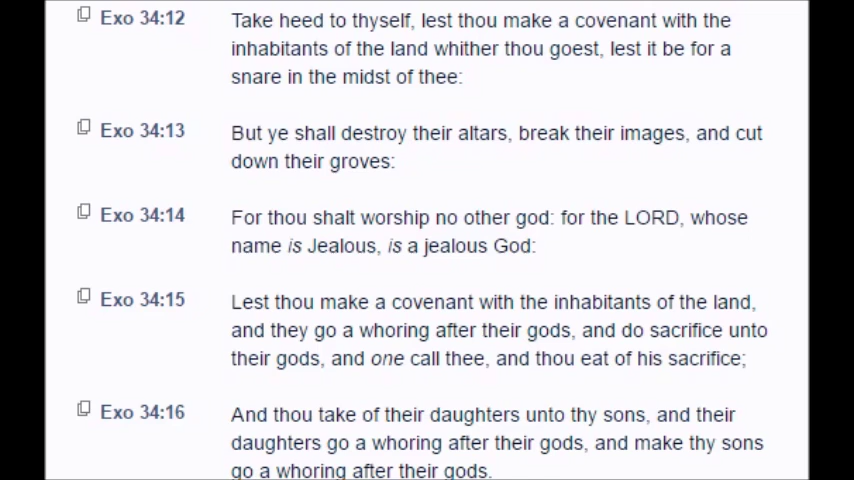 Exo 34:12 Take heed to thyself, lest thou make a covenant with the
inhabitants of the land whither thou goest, lest it be for a
snare in the midst of thee:
Exo 34:13 But ye shall destroy their altars, break their images, and cut
down their groves:
Exo 34:14 For thou shalt worship no other god: for the LORD, whose
name is Jealous, is a jealous God:
Exo 34:15 Lest thou make a covenant with the inhabitants of the land,
and they go a whoring after their gods, and do sacrifice unto
their gods, and one call thee, and thou eat of his sacrifice;
Exo 34:16 And thou take of their daughters unto thy sons, and their
daughters go a whoring after their gods, and make thy sons
go a whoring after their gods.